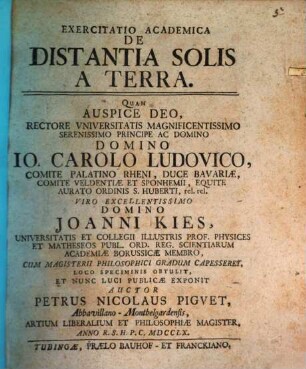 EXERCITATIO ACADEMICA
DE
DISTANTIA SOLIS
A TERRA.
QUAM
AUSPICE DEO,
RECTORE VNIVERSITATIS MAGNIFICENTISSIMO
SERENISSIMO PRINCIPE AC DOMINO
DOMINO
IO. CAROLO LUDOVICO,
COMITE PALATINO RHENI, DUCE BAVARIÆ,
COMITE VELDENTIÆ ET SPONHEMII, EQUITE
AURATO ORDINIS S. HUBERTI, rel. rel.
VIRO EXCELLENTISSIMO
DOMINO
JOANNI KIES,
UNIVERSITATIS ET COLLEGII ILLUSTRIS PROF. PHYSICES
ET MATHESEOS PUBL. ORD. REG. SCIENTIARUM
ACADEMIÆ BORUSSICÆ MEMBRO,
CUM MAGISTERII PHILOSOPHICI GRADUM CAPESSERET,
LOCO SPECIMINIS OBTULIT,
ET NUNC LUCI PUBLICÆ EXPONIT
AUCTOR
PETRUS NICOLAUS PIGUET,
Abbavillano-Montbelgardensis,
ARTIUM LIBERALIUM ET PHILOSOPHIÆ MAGISTER,
ANNO R. S. H. P. C. MDCCLX.
TUBINGÆ, PRÆLO BAUHOF- ET FRANCKIANO,